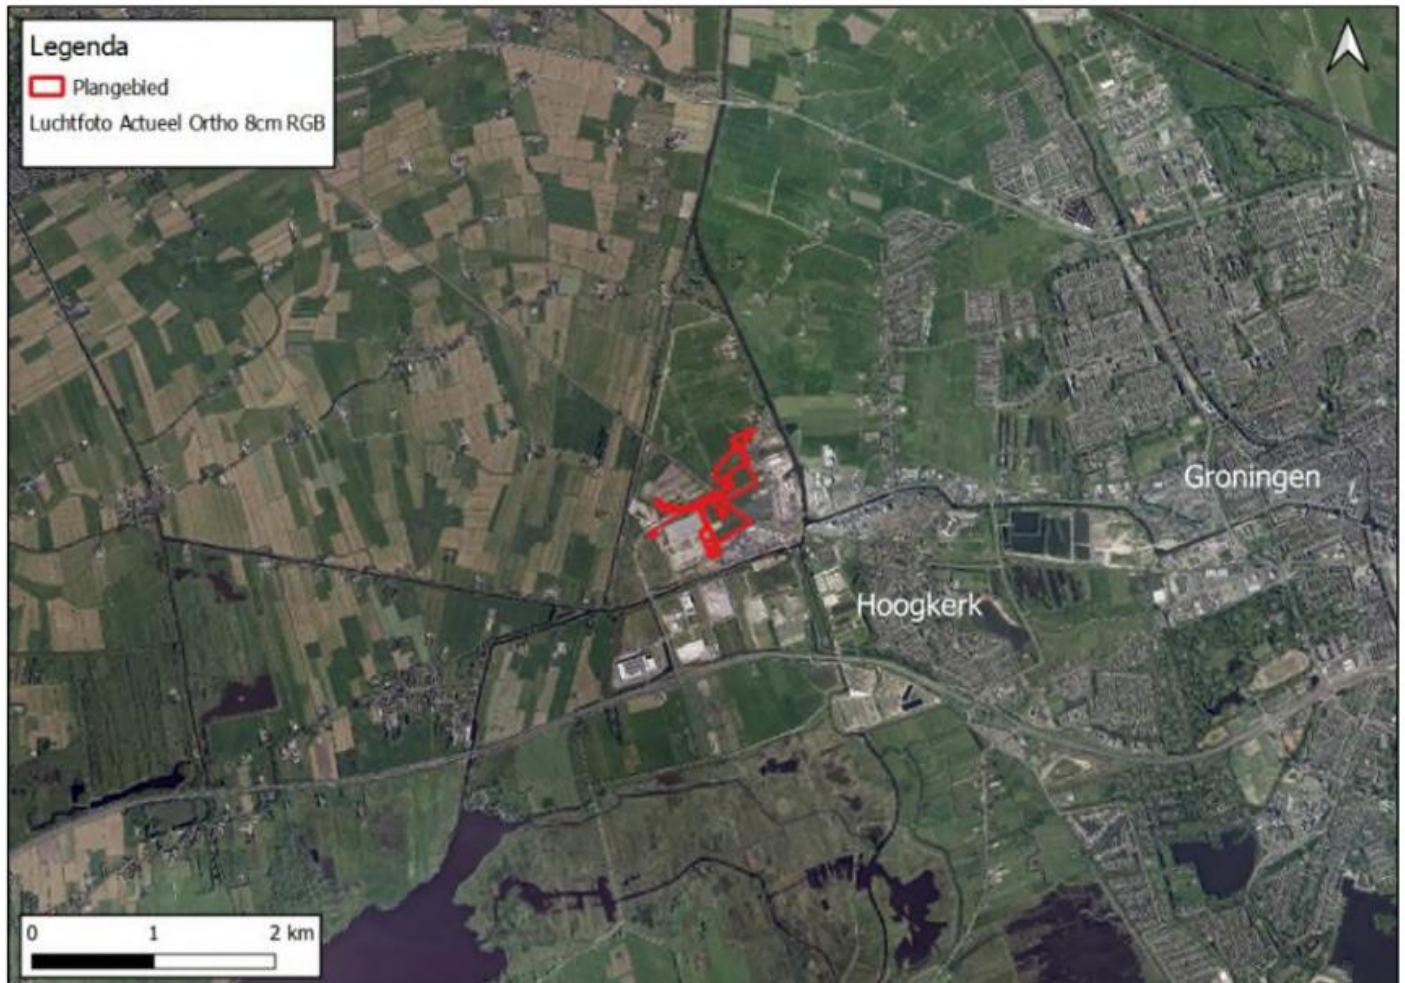 Legenda
Plangebied
Luchtfoto Actueel Ortho 8cm RGB
Groningen
Hoogkerk
0 1 2 km